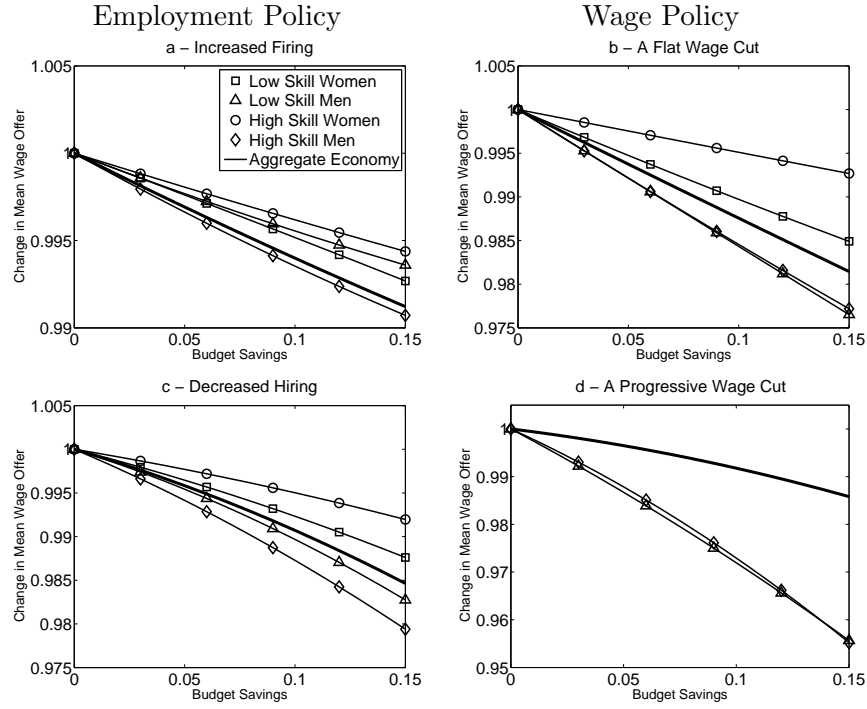 Employment Policy
Wage Policy
a – Increased Firing
1.005
1
0.995
0.99
0
0.05
0.1
0.15
Change in Mean Wage Offer
Budget Savings
Low Skill Women
Low Skill Men
High Skill Women
High Skill Men
Aggregate Economy
b – A Flat Wage Cut
1.005
1
0.995
0.99
0.985
0.98
0.975
0
0.05
0.1
0.15
Change in Mean Wage Offer
Budget Savings
c – Decreased Hiring
1.005
1
0.995
0.99
0.985
0.98
0.975
0
0.05
0.1
0.15
Change in Mean Wage Offer
Budget Savings
d – A Progressive Wage Cut
1
0.99
0.98
0.97
0.96
0.95
0
0.05
0.1
0.15
Change in Mean Wage Offer
Budget Savings